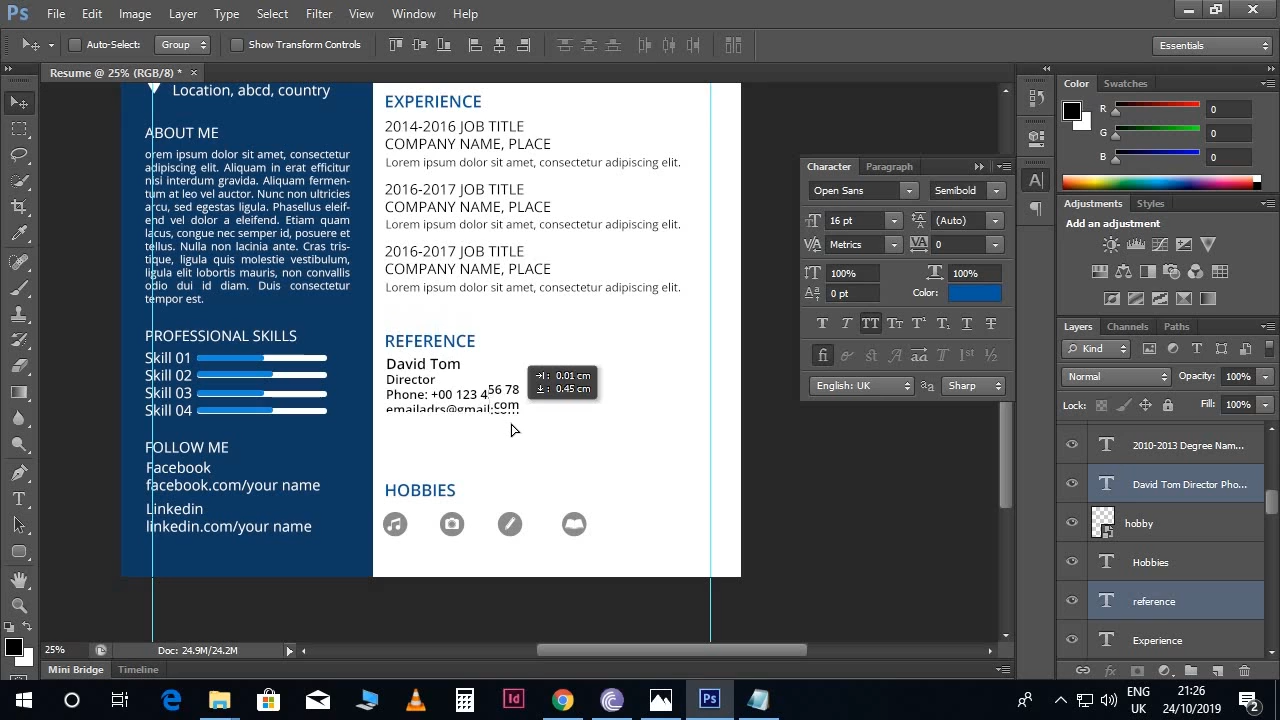 Ps File Edit Image Layer Type Select Filter View Window Help
Auto-Select: Group Show Transform Controls Essentials
Resume @ 25% (RGB/8) * ×
Location, abcd, country
ABOUT ME
orem ipsum dolor sit amet, consectetur
adipiscing elit. Aliquam in erat efficitur
nisi interdum gravida. Aliquam fermen-
tum at leo vel auctor. Nunc non ultricies
arcu, sed egestas ligula. Phasellus eleif-
end vel dolor a eleifend. Etiam quam
lacus, congue nec semper id, posuere et
tellus. Nulla non lacinia ante. Cras tris-
tique, ligula quis molestie vestibulum,
ligula elit lobortis mauris, non convallis
odio dui id diam. Duis consectetur
tempor est.
PROFESSIONAL SKILLS
Skill 01
Skill 02
Skill 03
Skill 04
FOLLOW ME
Facebook
facebook.com/your name
Linkedin
linkedin.com/your name
EXPERIENCE
2014-2016 JOB TITLE
COMPANY NAME, PLACE
Lorem ipsum dolor sit amet, consectetur adipiscing elit.
2016-2017 JOB TITLE
COMPANY NAME, PLACE
Lorem ipsum dolor sit amet, consectetur adipiscing elit.
2016-2017 JOB TITLE
COMPANY NAME, PLACE
Lorem ipsum dolor sit amet, consectetur adipiscing elit.
REFERENCE
David Tom
Director
Phone: +00 123 456 78
emailadrs@gmail.com
: 0.01 cm
: 0.45 cm
HOBBIES
Character Paragraph
Open Sans Semibold
16 pt (Auto)
Metrics 0
100% 100%
0 pt Color:
English: UK Sharp
Color Swatches
R 0
G 0
B 0
Adjustments Styles
Add an adjustment
Layers Channels Paths
Kind
Normal Opacity: 100%
Lock: Fill: 100%
2010-2013 Degree Nam...
David Tom Director Pho...
hobby
Hobbies
reference
Experience
25% Doc: 24.9M/24.2M
Mini Bridge Timeline
ENG 21:26
UK 24/10/2019
2